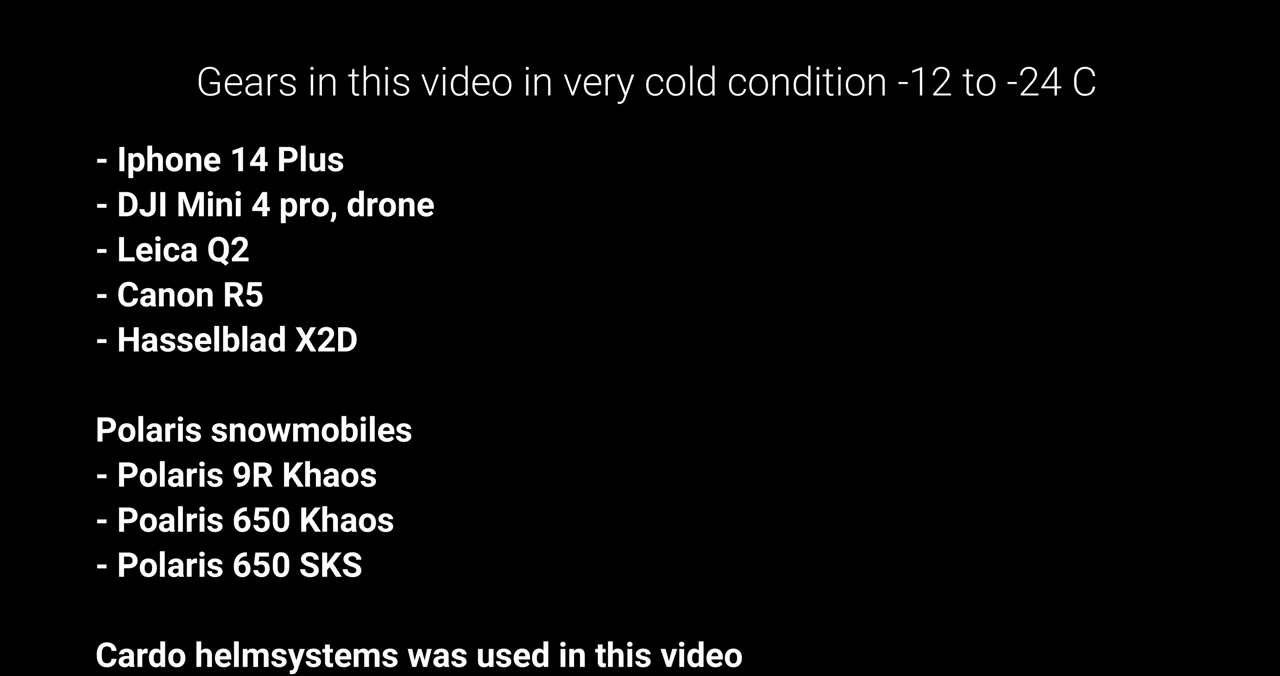 Gears in this video in very cold condition -12 to -24 C
- Iphone 14 Plus
- DJI Mini 4 pro, drone
- Leica Q2
- Canon R5
- Hasselblad X2D
Polaris snowmobiles
- Polaris 9R Khaos
- Poalris 650 Khaos
- Polaris 650 SKS
Cardo helmsystems was used in this video